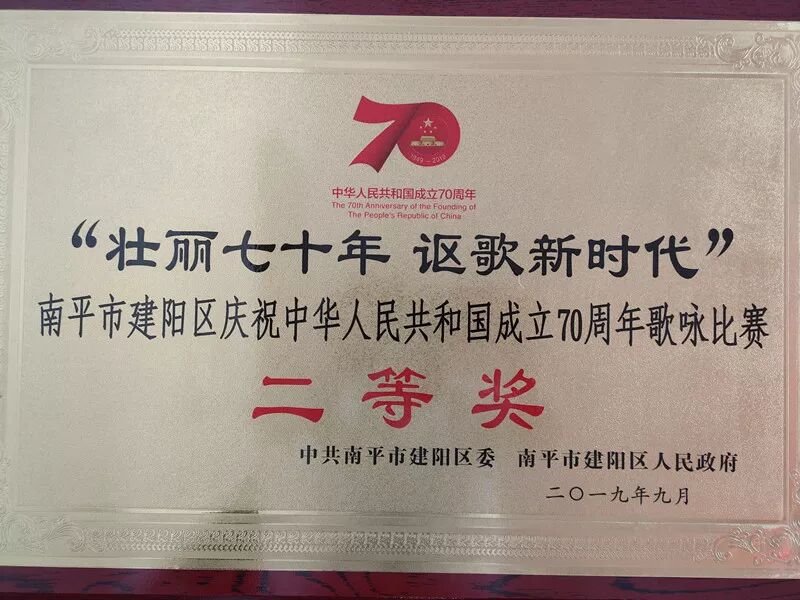 70
1949-2019
中华人民共和国成立70周年
The 70th Anniversary of the Founding of
The People's Republic of China
“壮丽七十年 讴歌新时代”
南平市建阳区庆祝中华人民共和国成立70周年歌咏比赛
二等奖
中共南平市建阳区委 南平市建阳区人民政府
二〇一九年九月